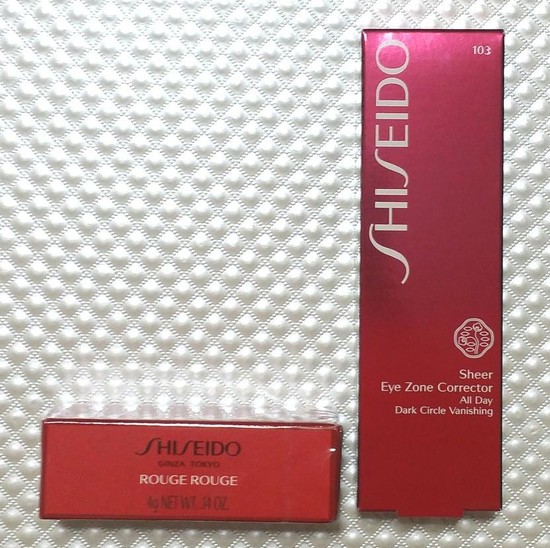 103
SHISEIDO
Sheer
Eye Zone Corrector
All Day
Dark Circle Vanishing
SHISEIDO
GINZA TOKYO
ROUGE ROUGE
4g NET WT. .14 OZ.